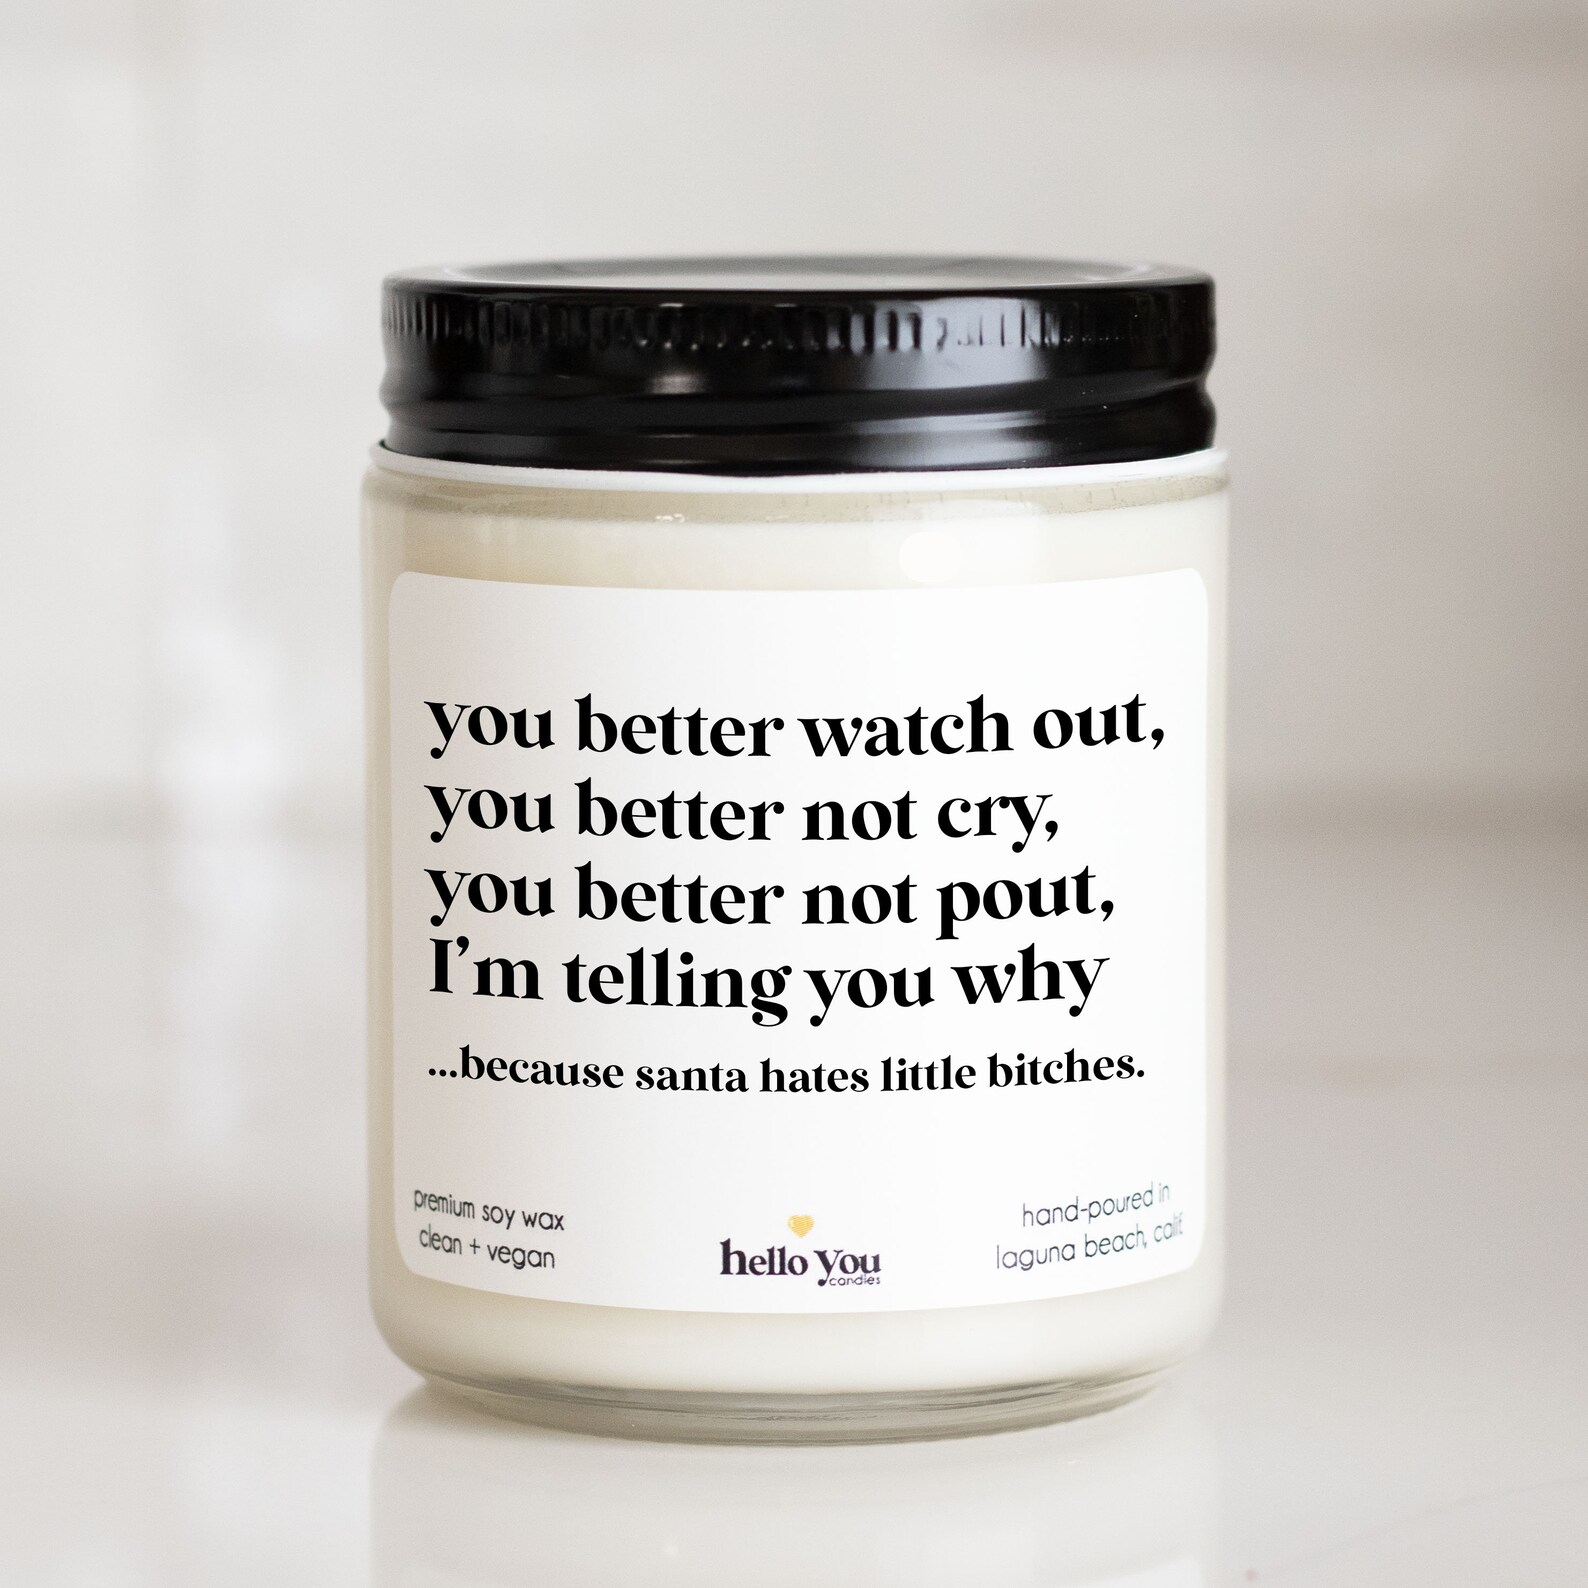 you better watch out,
you better not cry,
you better not pout,
I'm telling you why
...because santa hates little bitches.
premium soy wax
clean + vegan
hello you
candles
hand-poured in
laguna beach, calif.